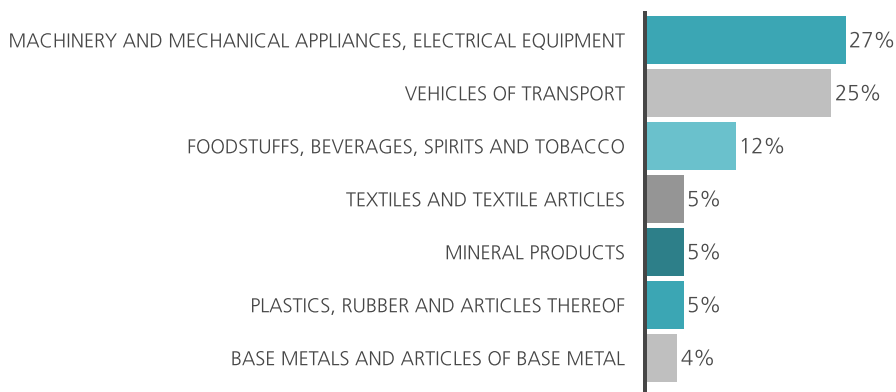 MACHINERY AND MECHANICAL APPLIANCES, ELECTRICAL EQUIPMENT 27%
VEHICLES OF TRANSPORT 25%
FOODSTUFFS, BEVERAGES, SPIRITS AND TOBACCO 12%
TEXTILES AND TEXTILE ARTICLES 5%
MINERAL PRODUCTS 5%
PLASTICS, RUBBER AND ARTICLES THEREOF 5%
BASE METALS AND ARTICLES OF BASE METAL 4%